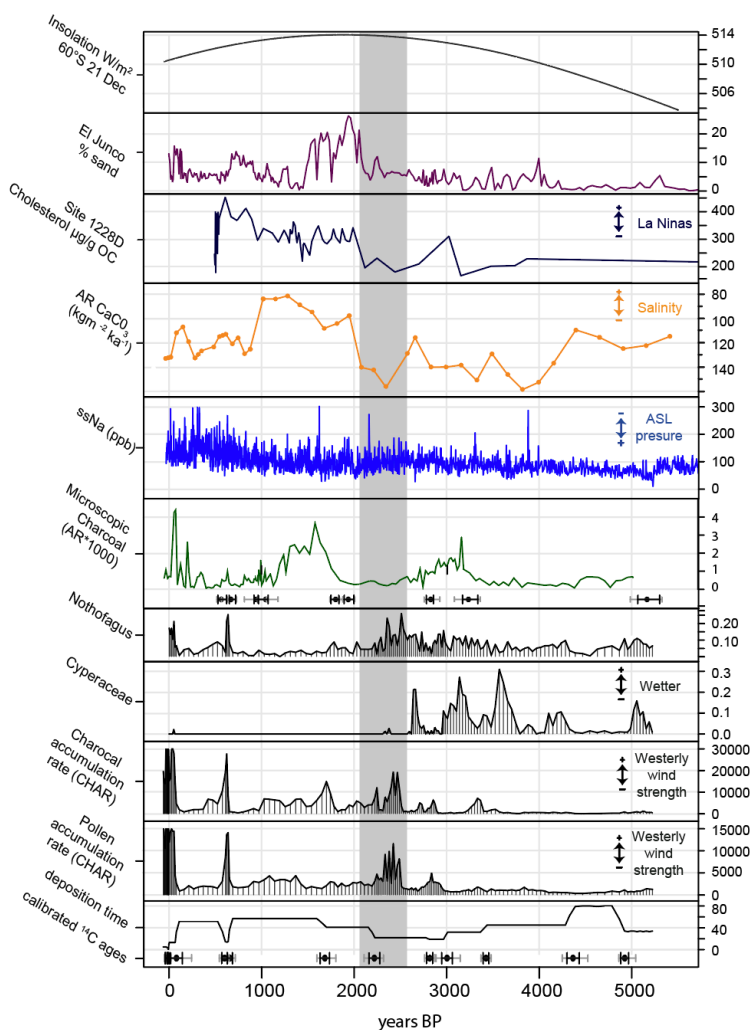 Insolation W/m²
60°S 21 Dec
514
510
506
El Junco
% sand
20
10
5
0
Site 1228D
Cholesterol µg/g OC
400
300
200
+
-
La Ninas
AR CaC0₃
(kgm ⁻² ka⁻¹)
80
100
120
140
+
-
Salinity
ssNa (ppb)
300
200
100
0
-
+
ASL
presure
Microscopic
Charcoal
(AR*1000)
4
3
2
1
0
Nothofagus
0.20
0.10
Cyperaceae
0.3
0.2
0.1
0.0
+
-
Wetter
Charocal
accumulation
rate (CHAR)
30000
20000
10000
0
+
-
Westerly
wind
strength
Pollen
accumulation
rate (CHAR)
15000
10000
5000
0
+
-
Westerly
wind
strength
deposition time
calibrated ¹⁴C ages
80
40
0
0 1000 2000 3000 4000 5000
years BP